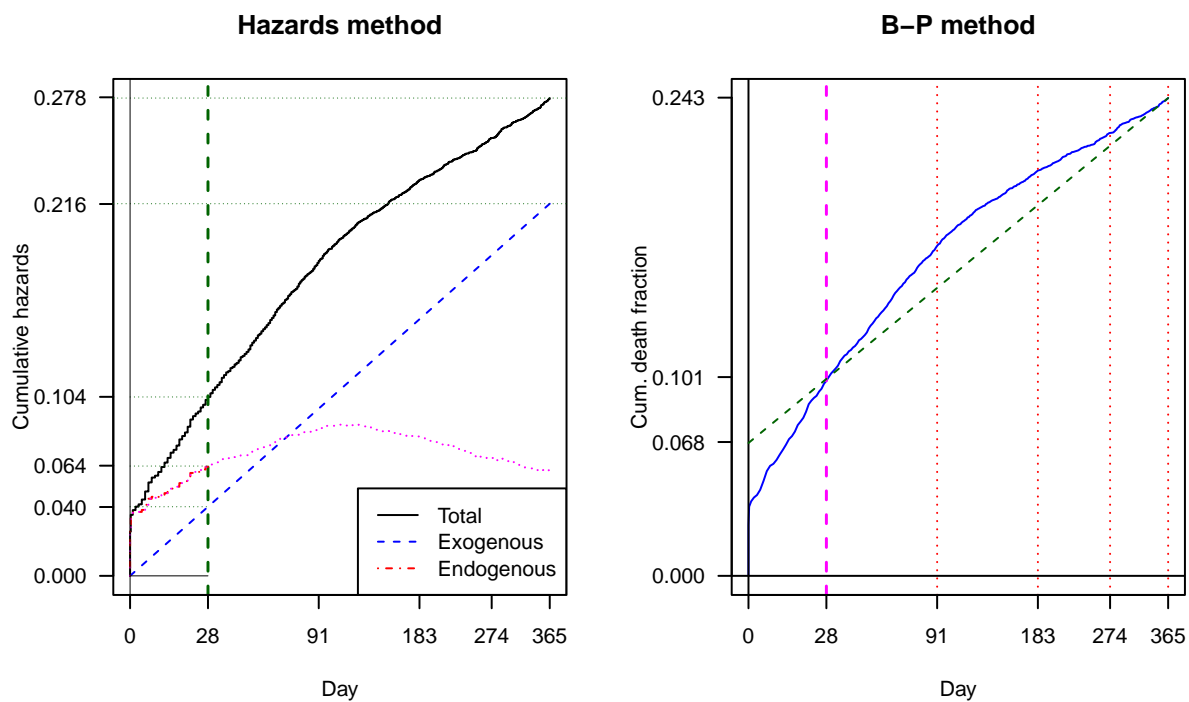 Hazards method
Cumulative hazards
0.278
0.216
0.104
0.064
0.040
0.000
Total
Exogenous
Endogenous
0 28 91 183 274 365
Day
B−P method
Cum. death fraction
0.243
0.101
0.068
0.000
0 28 91 183 274 365
Day